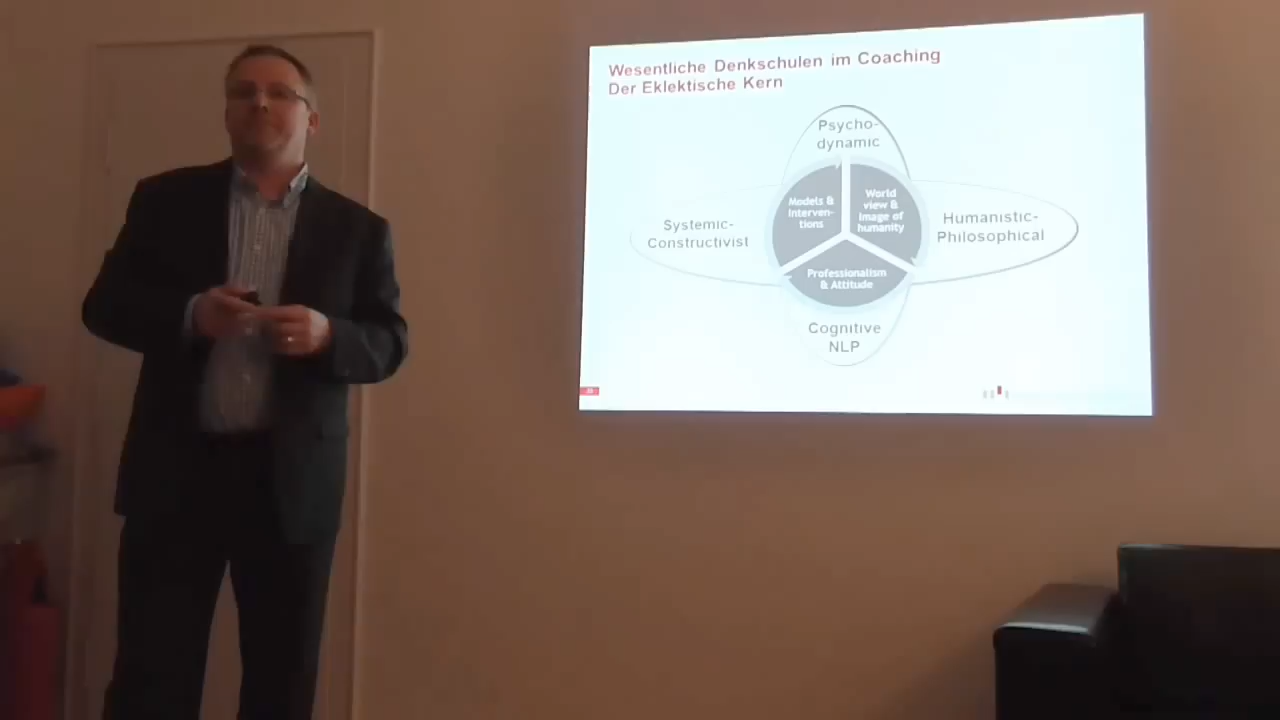 Wesentliche Denkschulen im Coaching
Der Eklektische Kern
Psycho-
dynamic
Models &
Interven-
tions
World
view &
Image of
humanity
Systemic-
Constructivist
Humanistic-
Philosophical
Professionalism
& Attitude
Cognitive
NLP